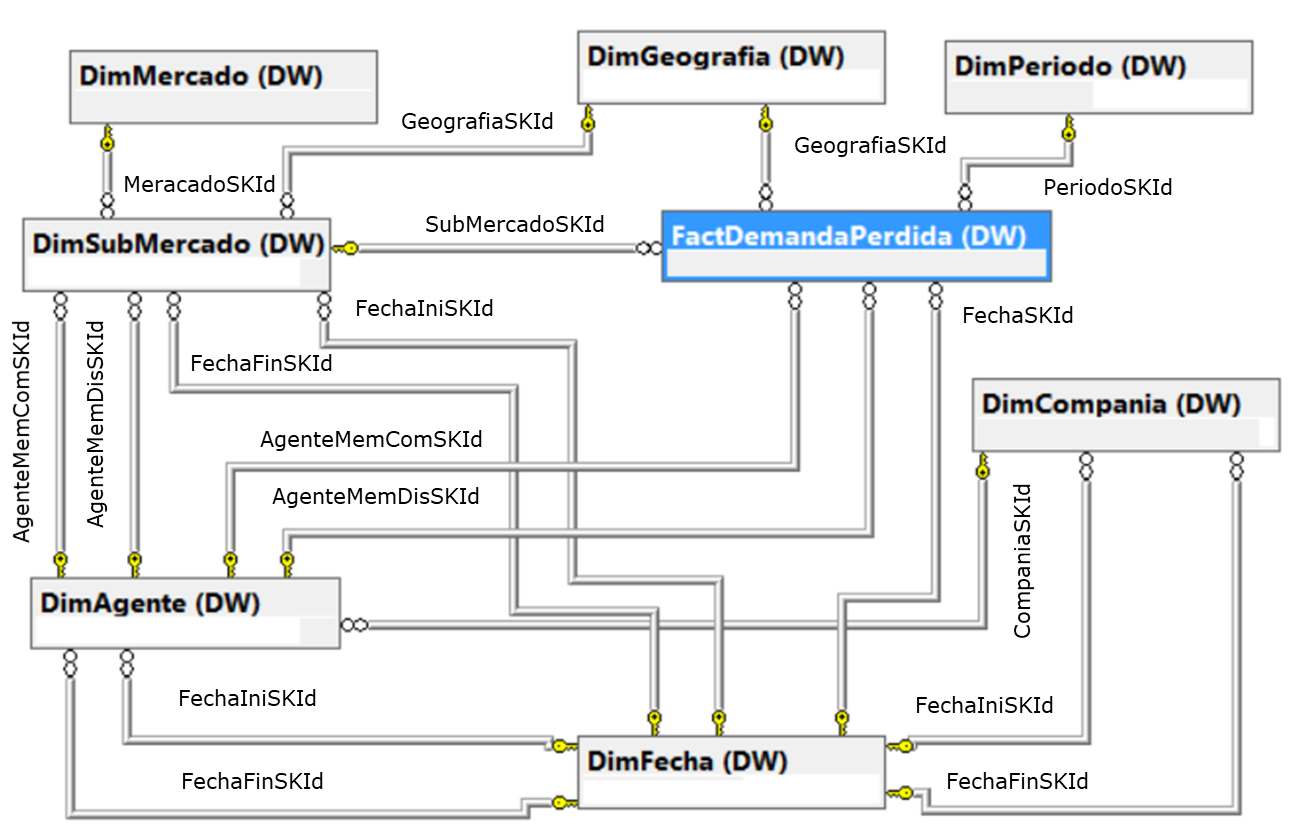 DimMercado (DW)
DimGeografia (DW)
DimPeriodo (DW)
GeografiaSKId
GeografiaSKId
MeracadoSKId
PeriodoSKId
SubMercadoSKId
DimSubMercado (DW)
FactDemandaPerdida (DW)
FechaIniSKId
FechaSKId
AgenteMemComSKId
AgenteMemDisSKId
FechaFinSKId
DimCompania (DW)
AgenteMemComSKId
AgenteMemDisSKId
CompaniaSKId
DimAgente (DW)
FechaIniSKId
FechaIniSKId
DimFecha (DW)
FechaFinSKId
FechaFinSKId